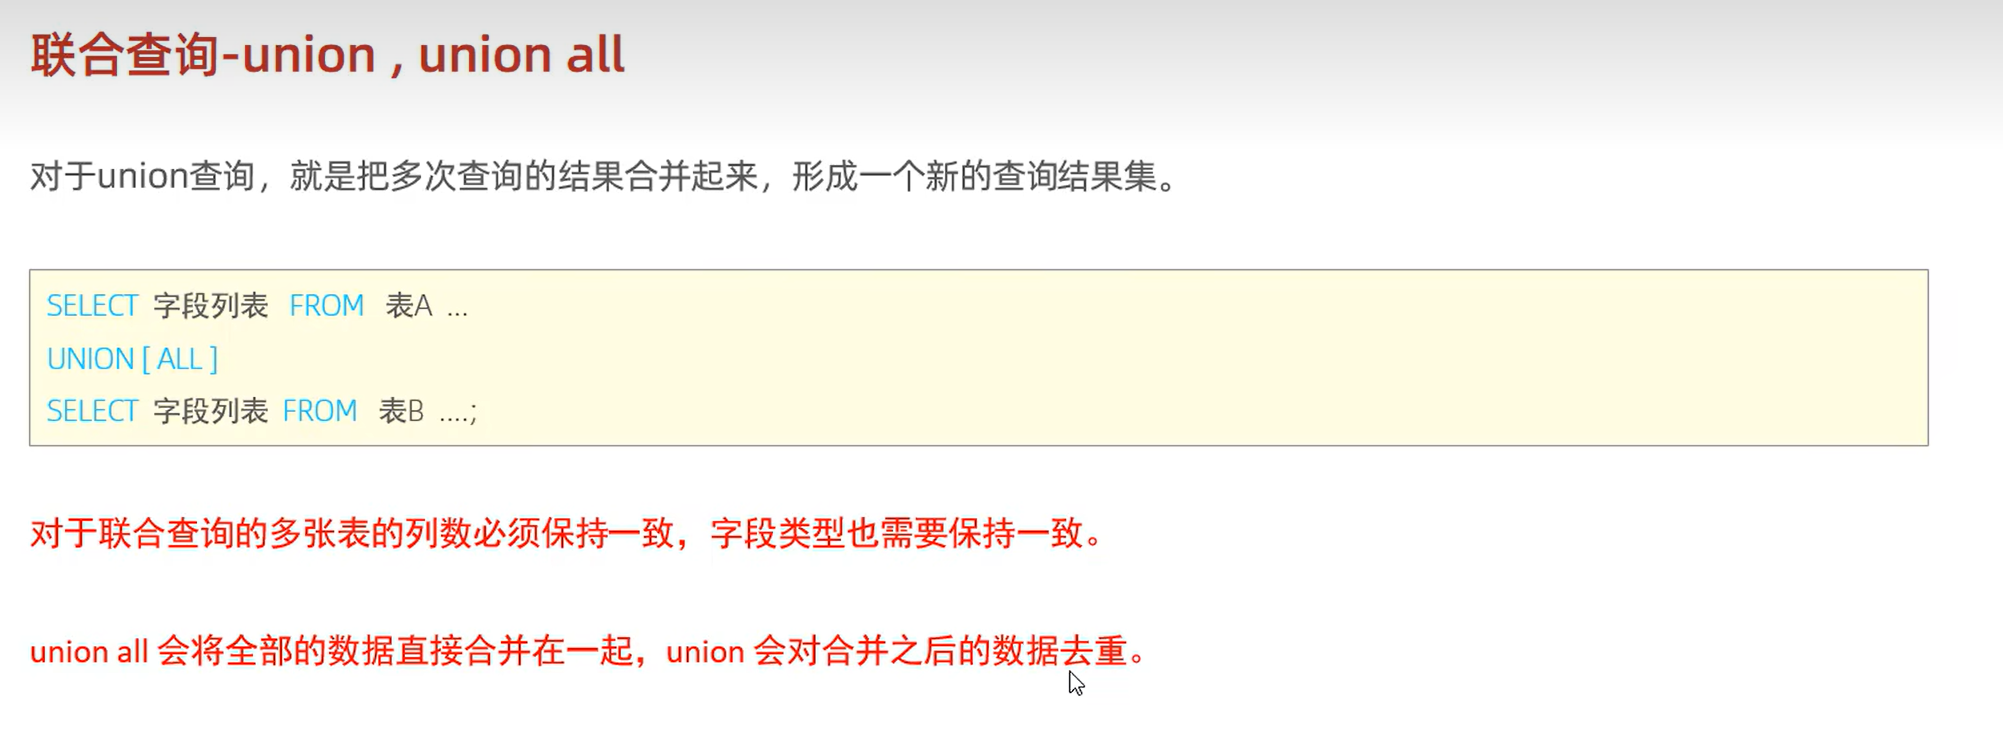 联合查询-union , union all
对于union查询，就是把多次查询的结果合并起来，形成一个新的查询结果集。
SELECT 字段列表 FROM 表A ...
UNION [ ALL ]
SELECT 字段列表 FROM 表B ....;
对于联合查询的多张表的列数必须保持一致，字段类型也需要保持一致。
union all 会将全部的数据直接合并在一起，union 会对合并之后的数据去重。